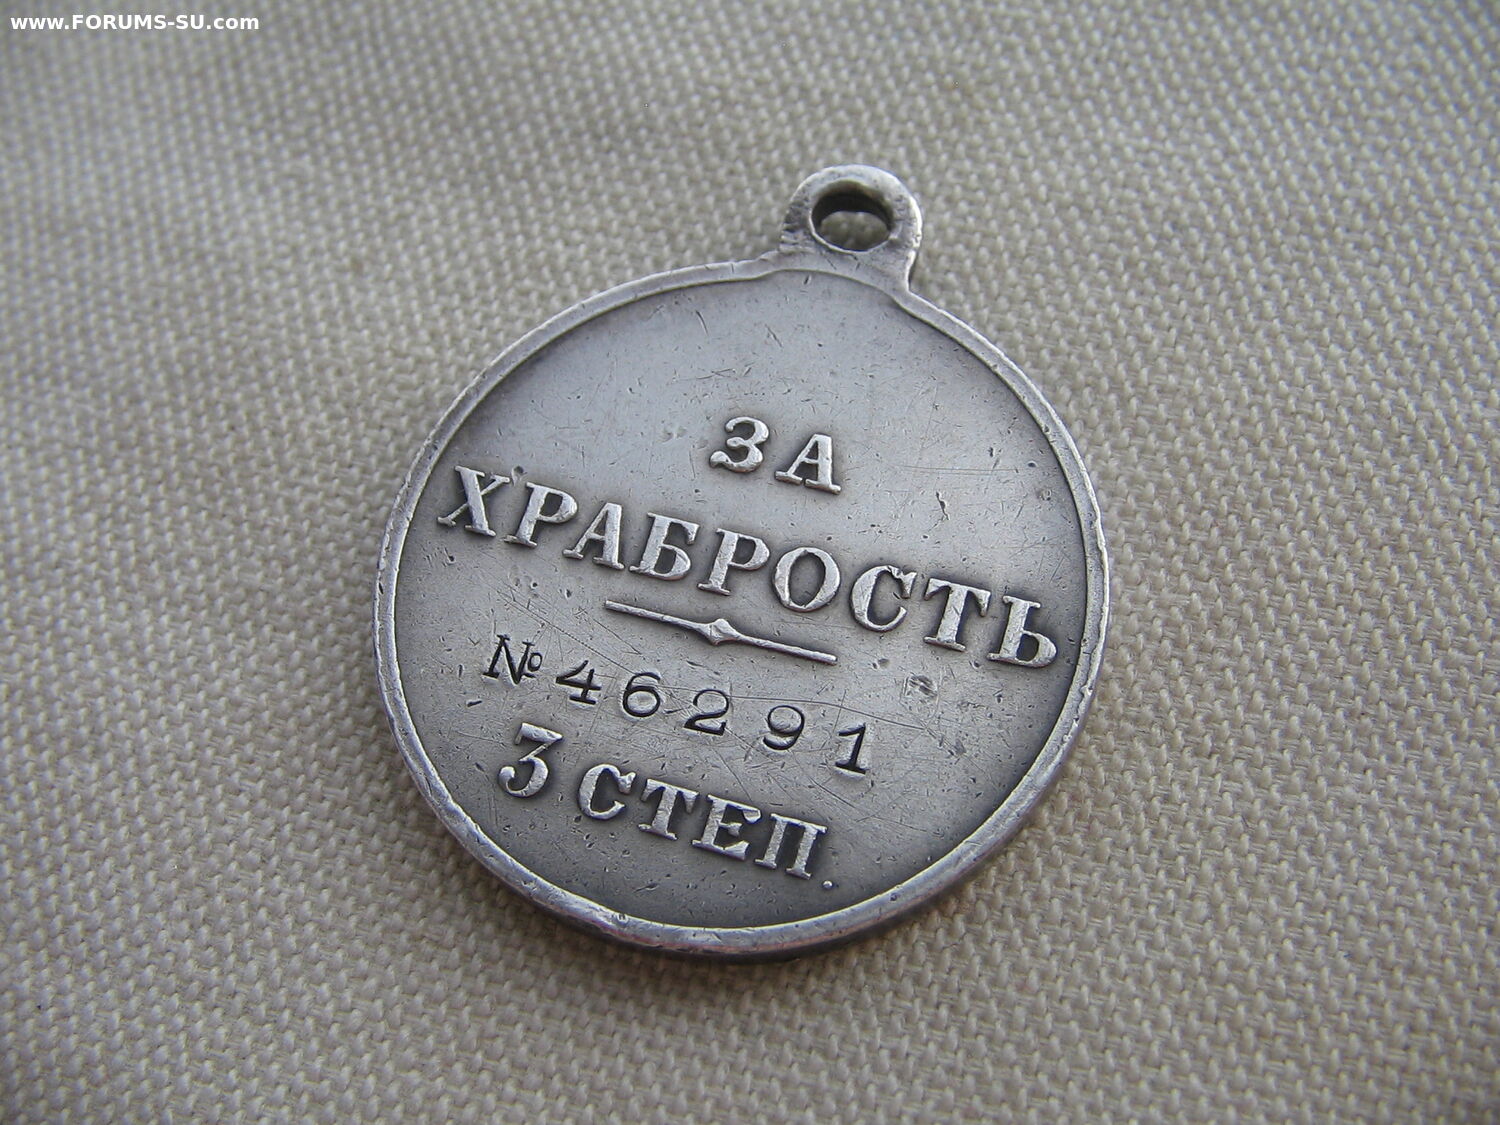 www.FORUMS-SU.com
ЗА
ХРАБРОСТЬ
№ 46291
3 СТЕП.